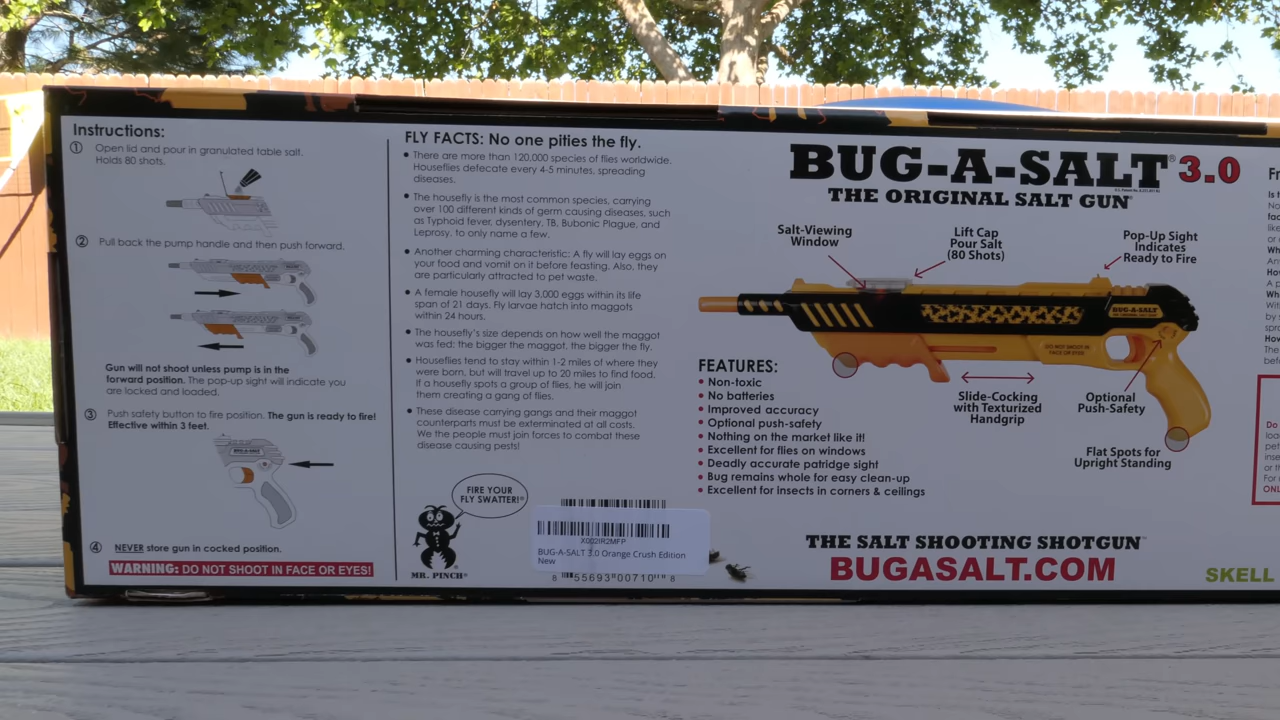 Instructions:
① Open lid and pour in granulated table salt.
Holds 80 shots.
② Pull back the pump handle and then push forward.
Gun will not shoot unless pump is in the
forward position. The pop-up sight will indicate you
are locked and loaded.
③ Push safety button to fire position. The gun is ready to fire!
Effective within 3 feet.
BUG-A-SALT
④ NEVER store gun in cocked position.
WARNING: DO NOT SHOOT IN FACE OR EYES!
FLY FACTS: No one pities the fly.
• There are more than 120,000 species of flies worldwide.
Houseflies defecate every 4-5 minutes, spreading
diseases.
• The housefly is the most common species, carrying
over 100 different kinds of germ causing diseases, such
as Typhoid fever, dysentery, TB, Bubonic Plague, and
Leprosy, to only name a few.
• Another charming characteristic: A fly will lay eggs on
your food and vomit on it before feasting. Also, they
are particularly attracted to pet waste.
• A female housefly will lay 3,000 eggs within its life
span of 21 days. Fly larvae hatch into maggots
within 24 hours.
• The housefly's size depends on how well the maggot
was fed: the bigger the maggot, the bigger the fly.
• Houseflies tend to stay within 1-2 miles of where they
were born, but will travel up to 20 miles to find food.
If a housefly spots a group of flies, he will join
them creating a gang of flies.
• These disease carrying gangs and their maggot
counterparts must be exterminated at all costs.
We the people must join forces to combat these
disease causing pests!
FIRE YOUR
FLY SWATTER!®
MR. PINCH®
X002IR2MFP
BUG-A-SALT 3.0 Orange Crush Edition
New
8 55693 00710 8
BUG-A-SALT® 3.0
THE ORIGINAL SALT GUN™
Salt-Viewing
Window
Lift Cap
Pour Salt
(80 Shots)
Pop-Up Sight
Indicates
Ready to Fire
BUG-A-SALT
DO NOT SHOOT IN
FACE OR EYES!
FEATURES:
• Non-toxic
• No batteries
• Improved accuracy
• Optional push-safety
• Nothing on the market like it!
• Excellent for flies on windows
• Deadly accurate patridge sight
• Bug remains whole for easy clean-up
• Excellent for insects in corners & ceilings
Slide-Cocking
with Texturized
Handgrip
Optional
Push-Safety
Flat Spots for
Upright Standing
THE SALT SHOOTING SHOTGUN™
BUGASALT.COM
SKELL
Do